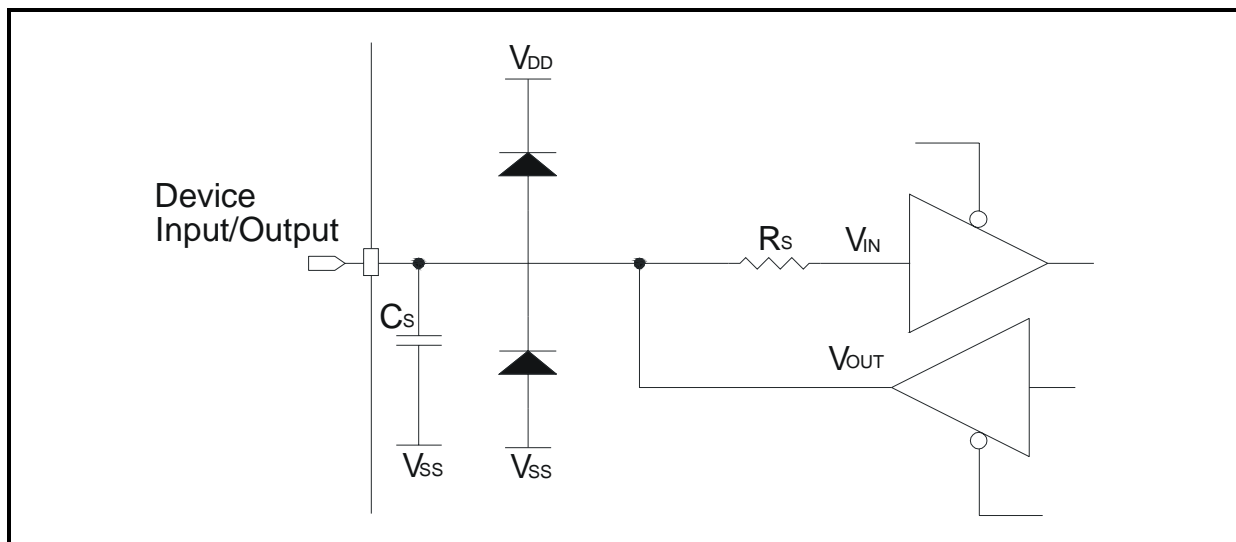 VDD
Device
Input/Output
RS
VIN
CS
VOUT
VSS
VSS